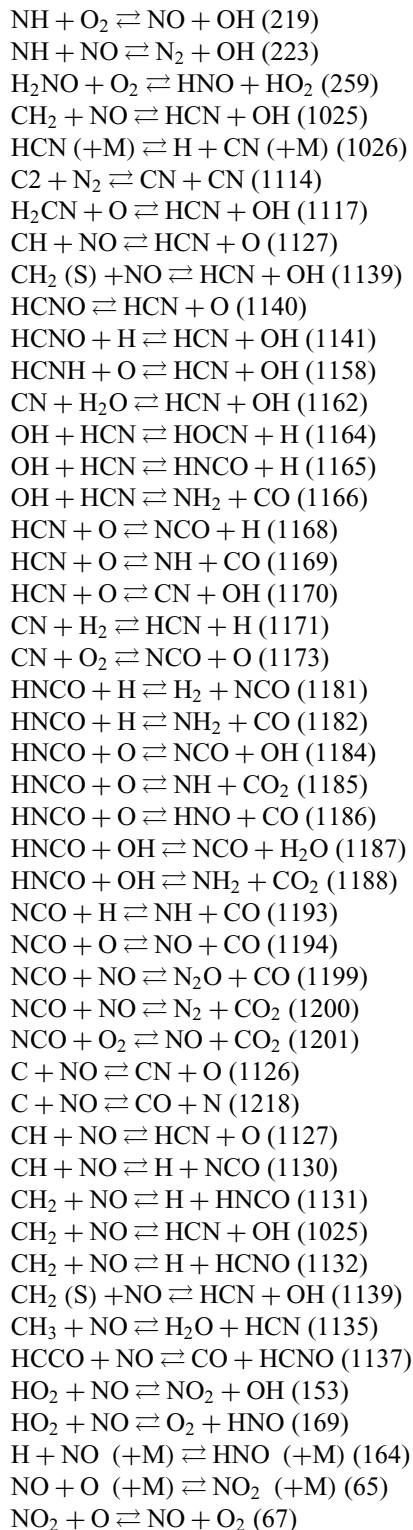 NH + O₂ ⇄ NO + OH (219)
NH + NO ⇄ N₂ + OH (223)
H₂NO + O₂ ⇄ HNO + HO₂ (259)
CH₂ + NO ⇄ HCN + OH (1025)
HCN (+M) ⇄ H + CN (+M) (1026)
C2 + N₂ ⇄ CN + CN (1114)
H₂CN + O ⇄ HCN + OH (1117)
CH + NO ⇄ HCN + O (1127)
CH₂ (S) +NO ⇄ HCN + OH (1139)
HCNO ⇄ HCN + O (1140)
HCNO + H ⇄ HCN + OH (1141)
HCNH + O ⇄ HCN + OH (1158)
CN + H₂O ⇄ HCN + OH (1162)
OH + HCN ⇄ HOCN + H (1164)
OH + HCN ⇄ HNCO + H (1165)
OH + HCN ⇄ NH₂ + CO (1166)
HCN + O ⇄ NCO + H (1168)
HCN + O ⇄ NH + CO (1169)
HCN + O ⇄ CN + OH (1170)
CN + H₂ ⇄ HCN + H (1171)
CN + O₂ ⇄ NCO + O (1173)
HNCO + H ⇄ H₂ + NCO (1181)
HNCO + H ⇄ NH₂ + CO (1182)
HNCO + O ⇄ NCO + OH (1184)
HNCO + O ⇄ NH + CO₂ (1185)
HNCO + O ⇄ HNO + CO (1186)
HNCO + OH ⇄ NCO + H₂O (1187)
HNCO + OH ⇄ NH₂ + CO₂ (1188)
NCO + H ⇄ NH + CO (1193)
NCO + O ⇄ NO + CO (1194)
NCO + NO ⇄ N₂O + CO (1199)
NCO + NO ⇄ N₂ + CO₂ (1200)
NCO + O₂ ⇄ NO + CO₂ (1201)
C + NO ⇄ CN + O (1126)
C + NO ⇄ CO + N (1218)
CH + NO ⇄ HCN + O (1127)
CH + NO ⇄ H + NCO (1130)
CH₂ + NO ⇄ H + HNCO (1131)
CH₂ + NO ⇄ HCN + OH (1025)
CH₂ + NO ⇄ H + HCNO (1132)
CH₂ (S) +NO ⇄ HCN + OH (1139)
CH₃ + NO ⇄ H₂O + HCN (1135)
HCCO + NO ⇄ CO + HCNO (1137)
HO₂ + NO ⇄ NO₂ + OH (153)
HO₂ + NO ⇄ O₂ + HNO (169)
H + NO (+M) ⇄ HNO (+M) (164)
NO + O (+M) ⇄ NO₂ (+M) (65)
NO₂ + O ⇄ NO + O₂ (67)